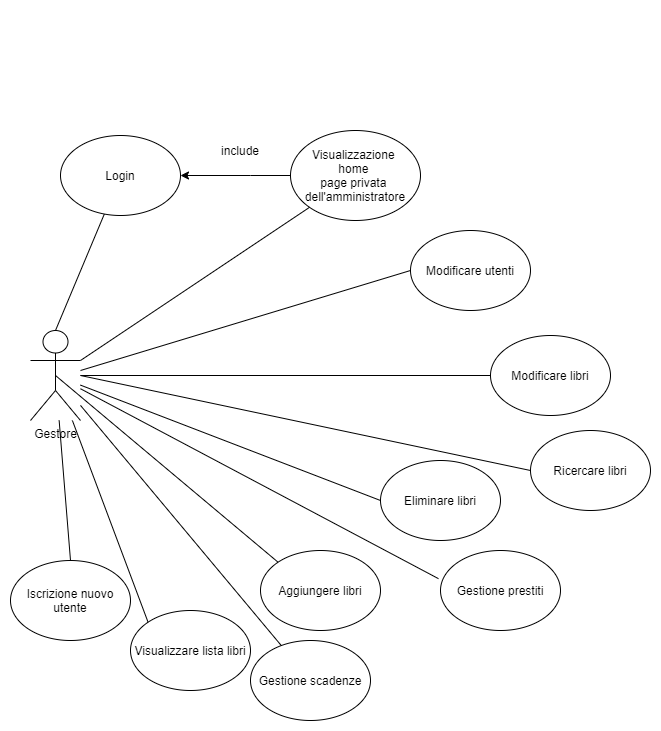 include
Login
Visualizzazione
home
page privata
dell'amministratore
Modificare utenti
Modificare libri
Gestore
Ricercare libri
Eliminare libri
Iscrizione nuovo
utente
Aggiungere libri
Gestione prestiti
Visualizzare lista libri
Gestione scadenze